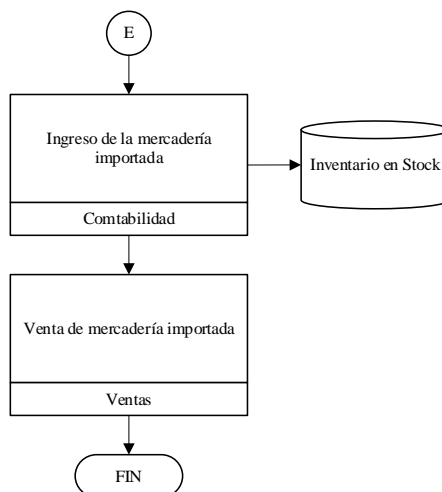 E
Ingreso de la mercadería
importada
Inventario en Stock
Comtabilidad
Venta de mercadería importada
Ventas
FIN